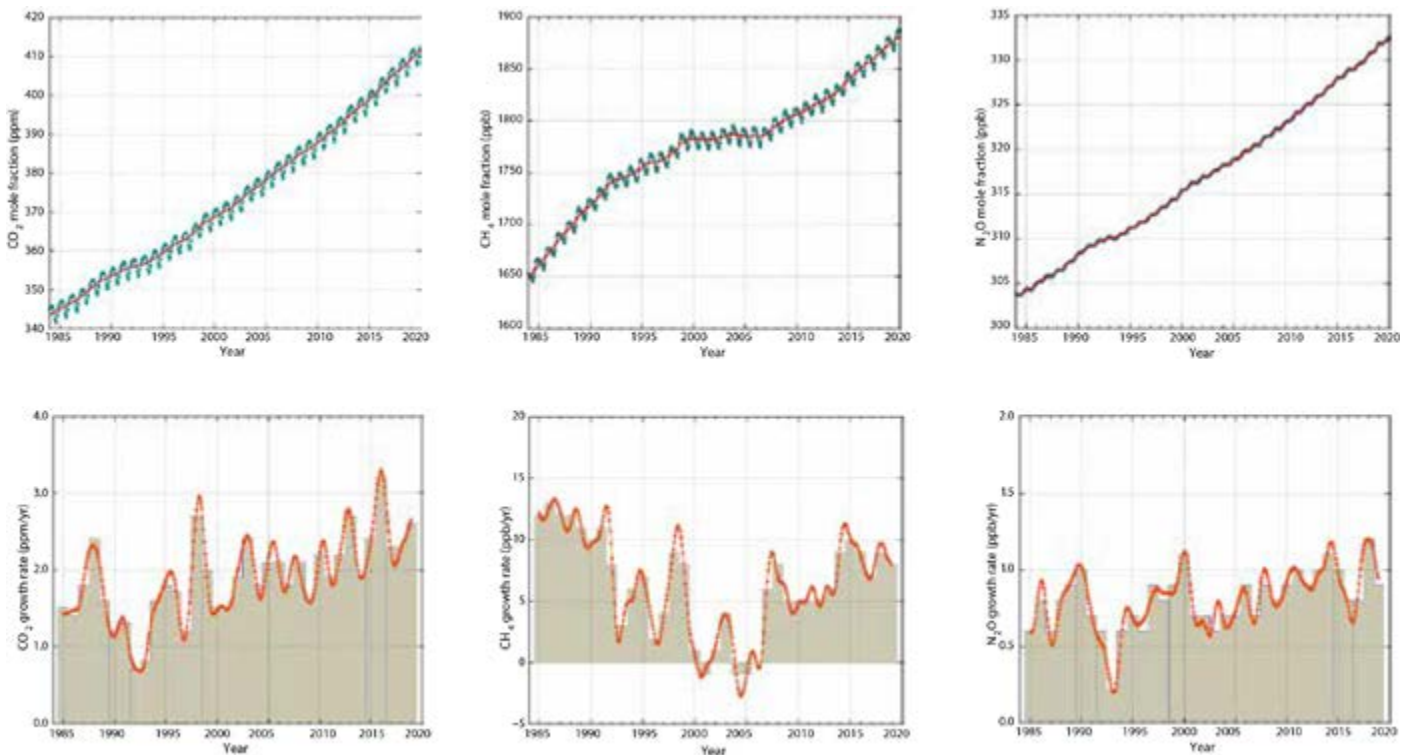 420
410
400
390
380
370
360
350
340
CO2 mole fraction (ppm)
1985 1990 1995 2000 2005 2010 2015 2020
Year
1900
1850
1800
1750
1700
1650
1600
CH4 mole fraction (ppb)
1985 1990 1995 2000 2005 2010 2015 2020
Year
335
330
325
320
315
310
305
300
N2O mole fraction (ppb)
1985 1990 1995 2000 2005 2010 2015 2020
Year
4.0
3.0
2.0
1.0
0.0
CO2 growth rate (ppm/yr)
1985 1990 1995 2000 2005 2010 2015 2020
Year
20
15
10
5
0
−5
CH4 growth rate (ppb/yr)
1985 1990 1995 2000 2005 2010 2015 2020
Year
2.0
1.5
1.0
0.5
0.0
N2O growth rate (ppb/yr)
1985 1990 1995 2000 2005 2010 2015 2020
Year